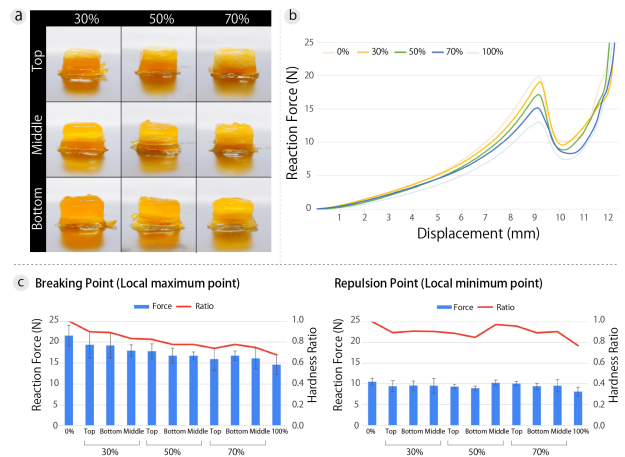 a
30% 50% 70%
Top
Middle
Bottom
b
0% 30% 50% 70% 100%
Reaction Force (N)
25
20
15
10
5
0
1 2 3 4 5 6 7 8 9 10 11 12
Displacement (mm)
c Breaking Point (Local maximum point)
Force Ratio
Reaction Force (N)
25
20
15
10
5
0
Hardness Ratio
1.0
0.8
0.6
0.4
0.2
0.0
0% Top Bottom Middle Top Bottom Middle Top Bottom Middle 100%
30% 50% 70%
Repulsion Point (Local minimum point)
Force Ratio
Reaction Force (N)
25
20
15
10
5
0
Hardness Ratio
1.0
0.8
0.6
0.4
0.2
0.0
0% Top Bottom Middle Top Bottom Middle Top Bottom Middle 100%
30% 50% 70%